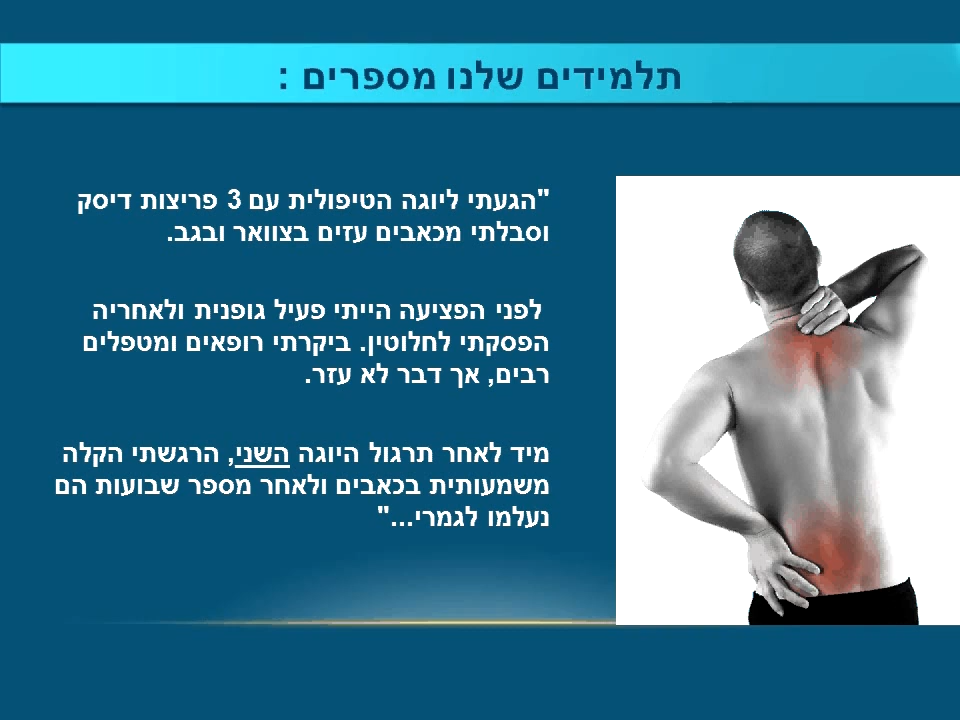 תלמידים שלנו מספרים :
"הגעתי ליוגה הטיפולית עם 3 פריצות דיסק
וסבלתי מכאבים עזים בצוואר ובגב.
לפני הפציעה הייתי פעיל גופנית ולאחריה
הפסקתי לחלוטין. ביקרתי רופאים ומטפלים
רבים, אך דבר לא עזר.
מיד לאחר תרגול היוגה השני, הרגשתי הקלה
משמעותית בכאבים ולאחר מספר שבועות הם
נעלמו לגמרי..."